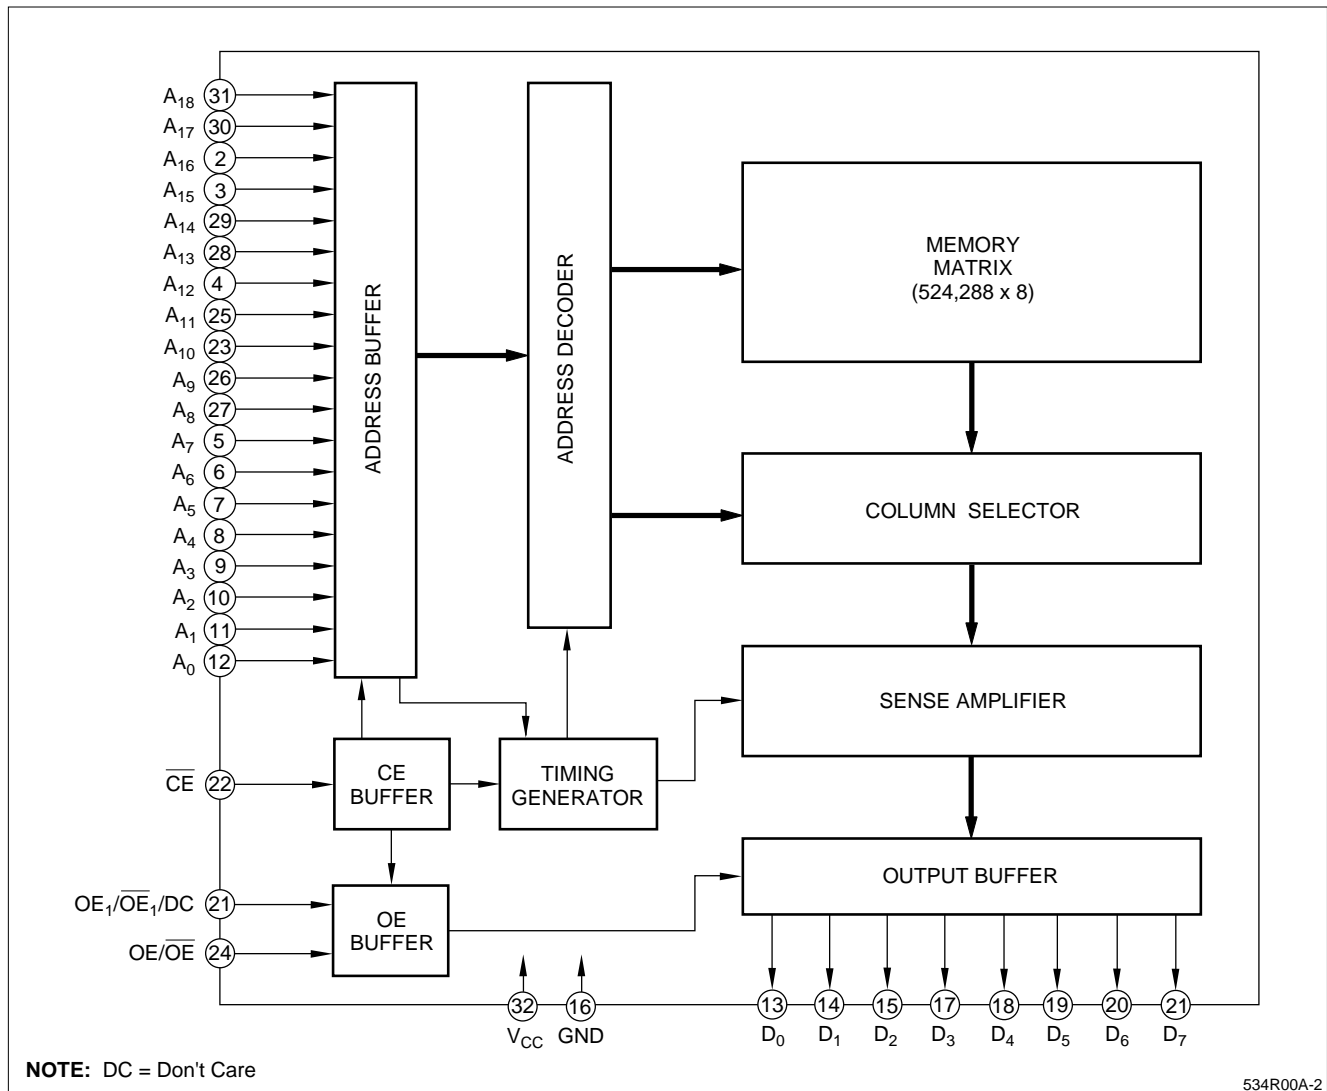 A18 31
A17 30
A16 2
A15 3
A14 29
A13 28
A12 4
A11 25
A10 23
A9 26
A8 27
A7 5
A6 6
A5 7
A4 8
A3 9
A2 10
A1 11
A0 12
ADDRESS BUFFER
ADDRESS DECODER
MEMORY
MATRIX
(524,288 x 8)
COLUMN SELECTOR
SENSE AMPLIFIER
C̅E̅ 22
CE
BUFFER
TIMING
GENERATOR
OE1/O̅E̅1/DC 21
OE/O̅E̅ 24
OE
BUFFER
OUTPUT BUFFER
32 16 13 14 15 17 18 19 20 21
VCC GND D0 D1 D2 D3 D4 D5 D6 D7
NOTE: DC = Don't Care
534R00A-2